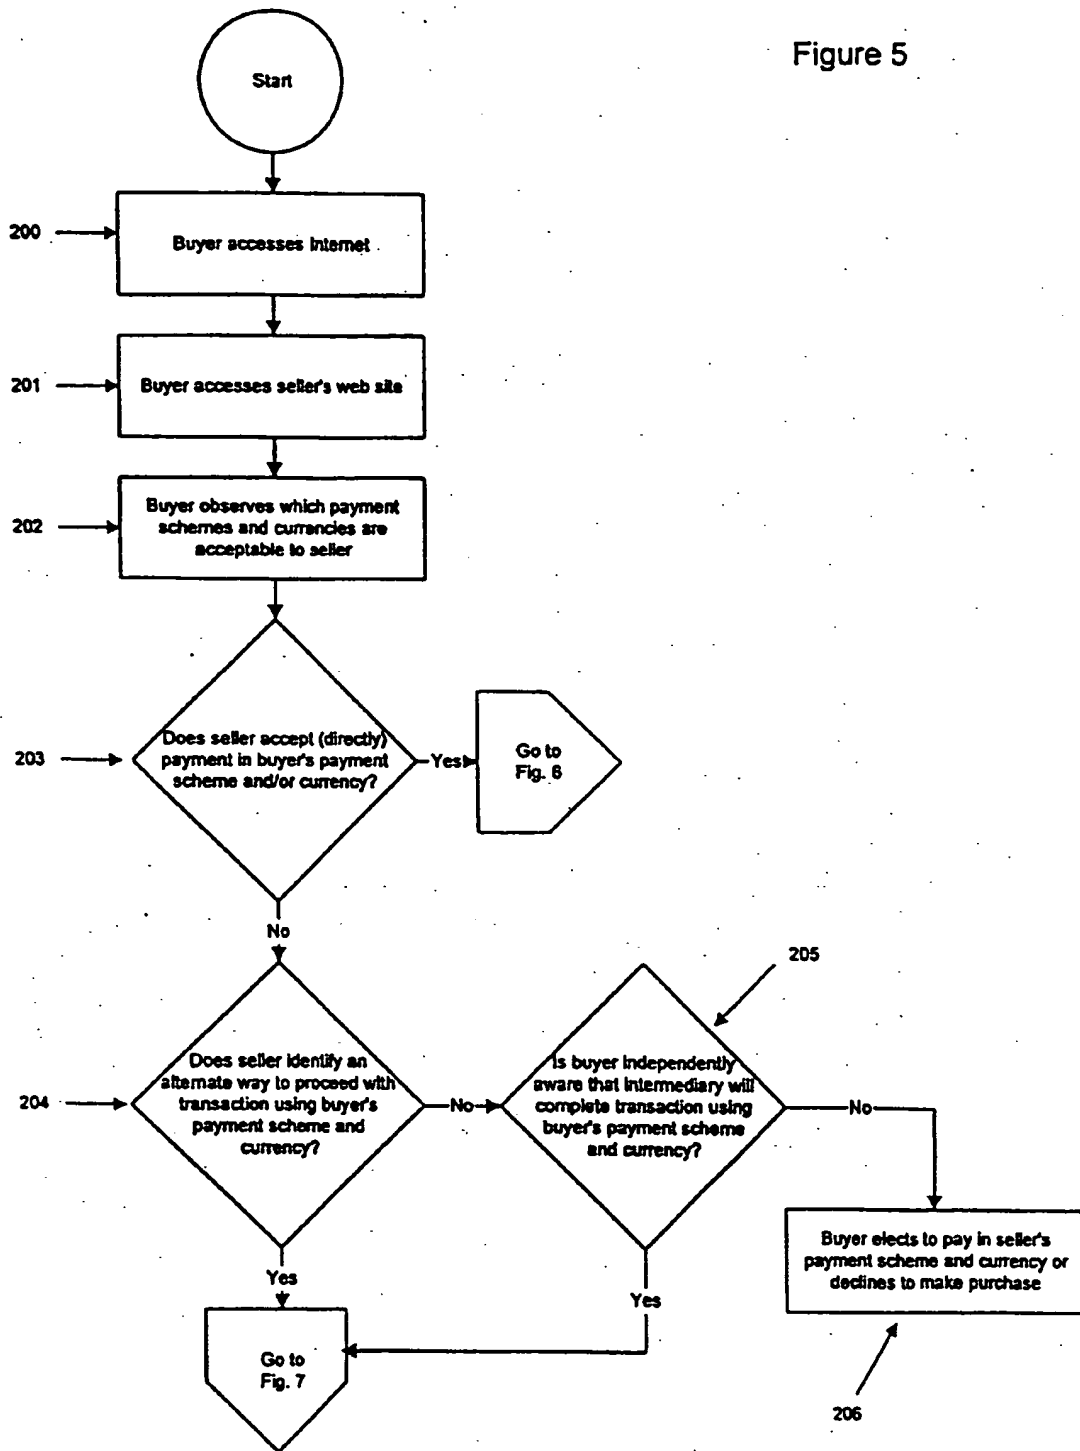 Figure 5
Start
200
Buyer accesses Internet
201
Buyer accesses seller's web site
202
Buyer observes which payment
schemes and currencies are
acceptable to seller
203
Does seller accept (directly)
payment in buyer's payment
scheme and/or currency?
Yes
Go to
Fig. 6
No
204
Does seller identify an
alternate way to proceed with
transaction using buyer's
payment scheme and
currency?
No
205
Is buyer independently
aware that intermediary will
complete transaction using
buyer's payment scheme
and currency?
No
Buyer elects to pay in seller's
payment scheme and currency or
declines to make purchase
206
Yes
Yes
Go to
Fig. 7